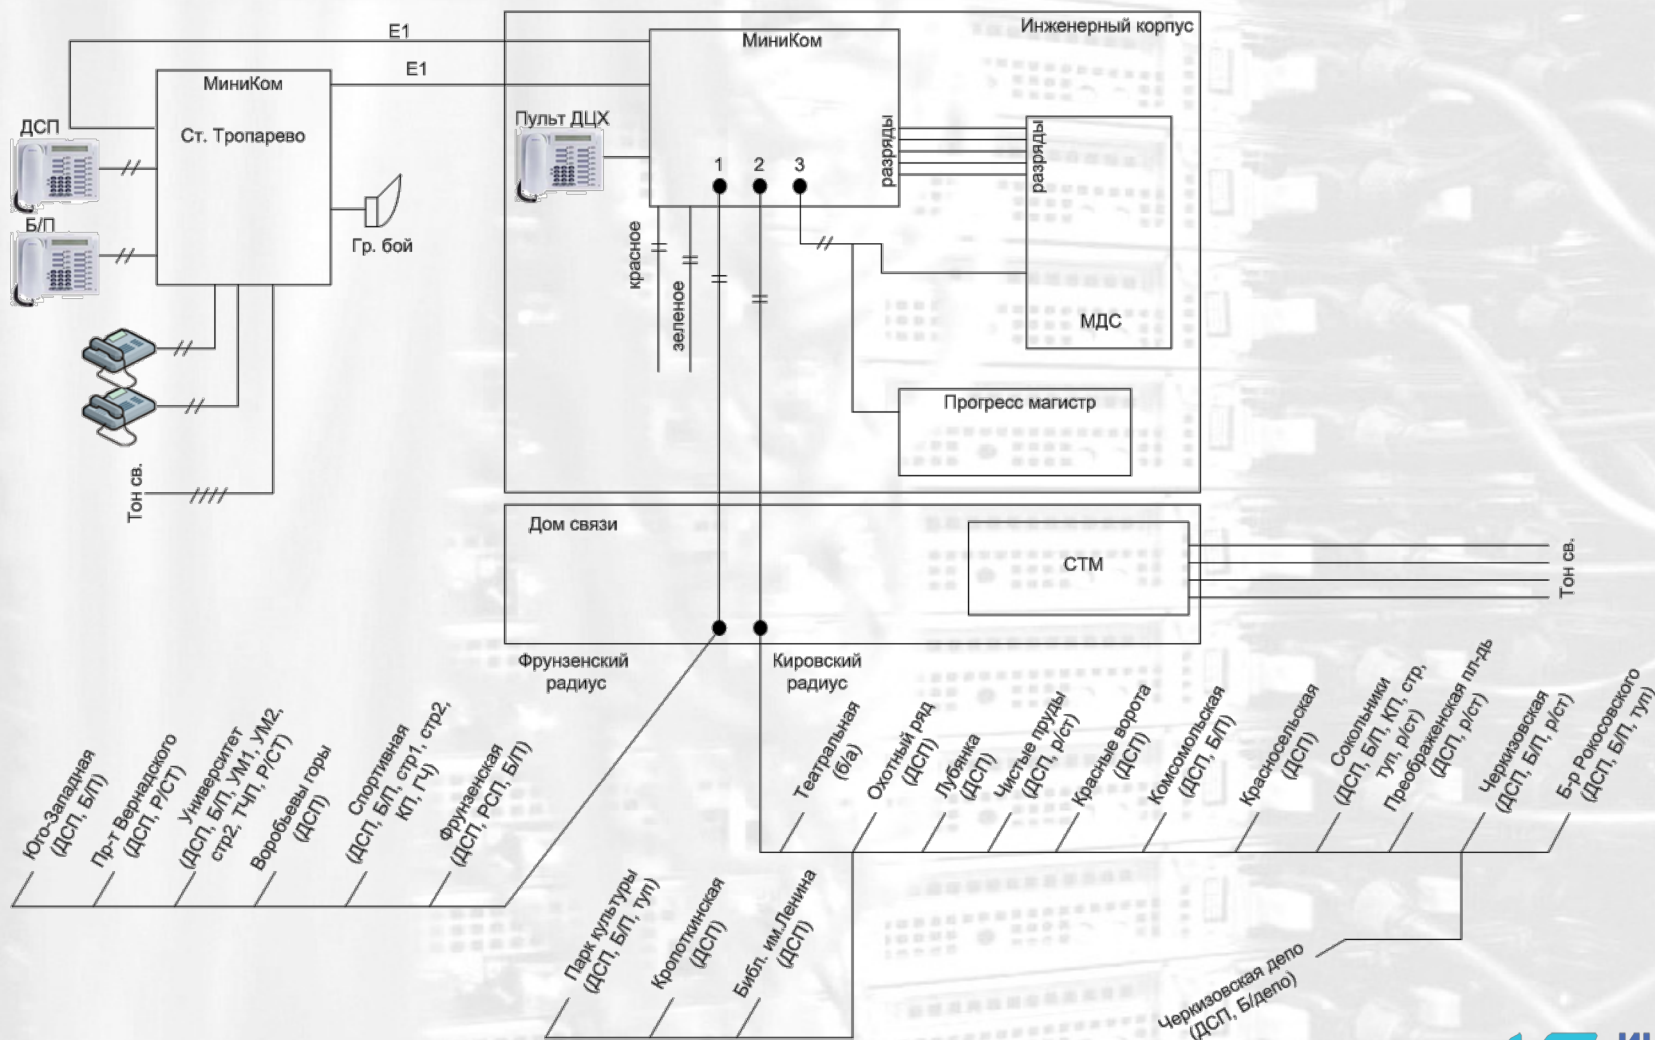 E1
E1
Инженерный корпус
МиниКом
МиниКом
Ст. Тропарево
ДСП
Б/П
Гр. бой
Тон св.
Пульт ДЦХ
1
2
3
разряды
разряды
красное
зеленое
МДС
Прогресс магистр
Дом связи
СТМ
Тон св.
Фрунзенский
радиус
Кировский
радиус
Юго-Западная
(ДСП, Б/П)
Пр-т Вернадского
(ДСП, Р/СТ)
Университет
(ДСП, Б/П, УМ1, УМ2,
стр2, ТЧП, Р/СТ)
Воробьевы горы
(ДСП)
Спортивная
(ДСП, Б/П, стр1, стр2,
КП, ГЧ)
Фрунзенская
(ДСП, РСП, Б/П)
Театральная
(б/а)
Охотный ряд
(ДСП)
Лубянка
(ДСП)
Чистые пруды
(ДСП, р/ст)
Красные ворота
(ДСП)
Комсомольская
(ДСП, Б/П)
Красносельская
(ДСП)
Сокольники
(ДСП, Б/П, КП, стр,
туп, р/ст)
Преображенская пл-дь
(ДСП, р/ст)
Черкизовская
(ДСП, Б/П, р/ст)
Б-р Рокосовского
(ДСП, Б/П, туп)
Парк культуры
(ДСП, Б/П, туп)
Кропоткинская
(ДСП)
Библ. им.Ленина
(ДСП)
Черкизовская депо
(ДСП, Б/депо)